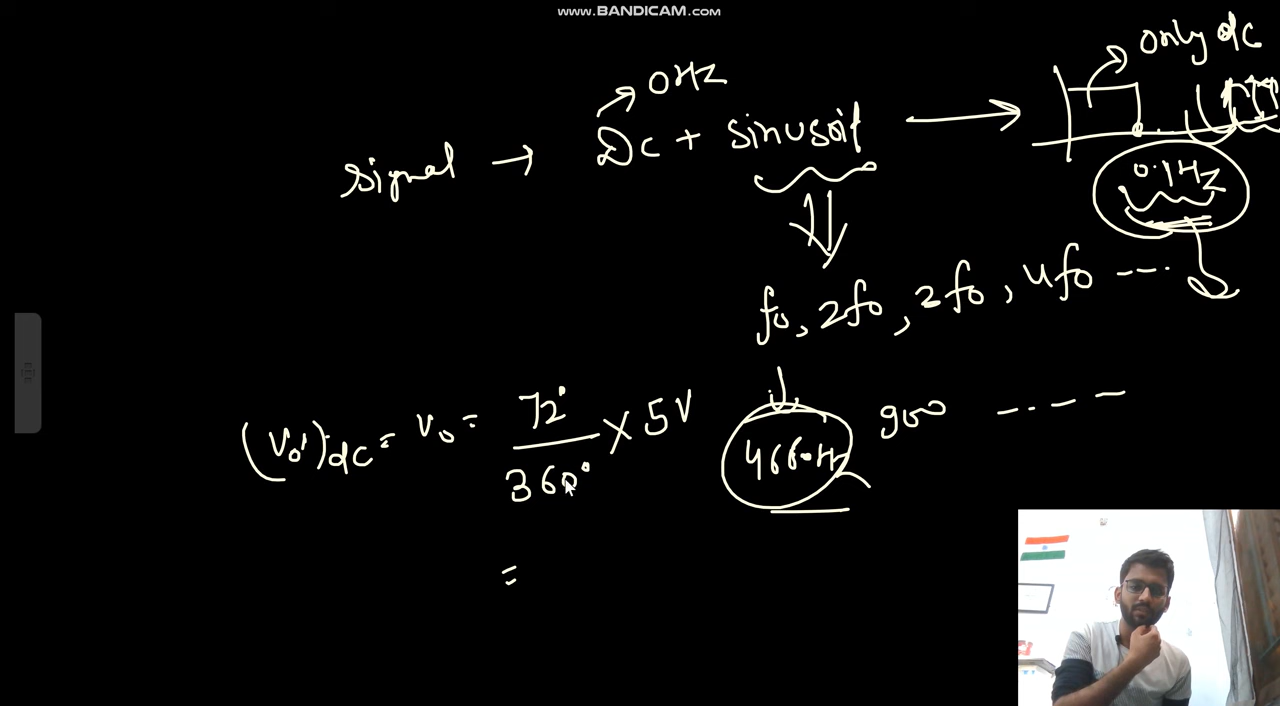 www.BANDICAM.com
only dc
0HZ
signal → Dc + sinusoid →
0.1HZ
f0, 2f0, 2f0, 4f0 ---.
(V0')dc = V0 = 72° / 360° × 5V
466.HZ 900 -.- -
=